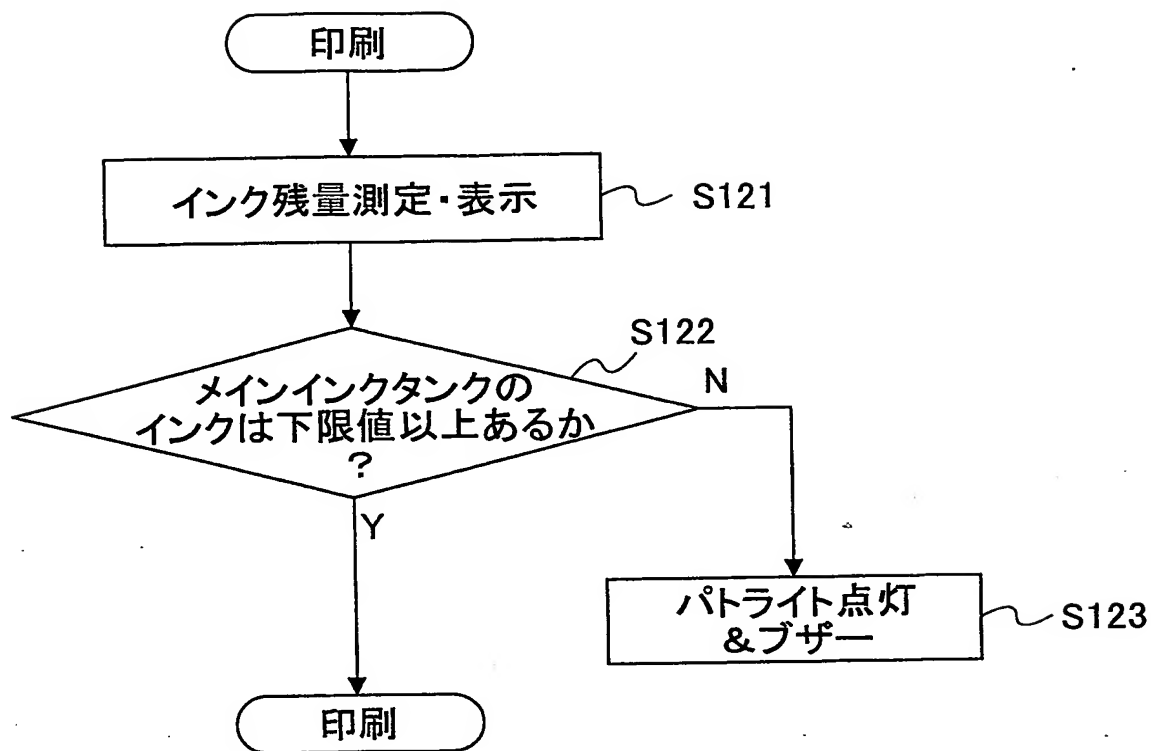 印刷
インク残量測定・表示
S121
S122
メインインクタンクの
インクは下限値以上あるか
?
N
Y
パトライト点灯
&ブザー
S123
印刷